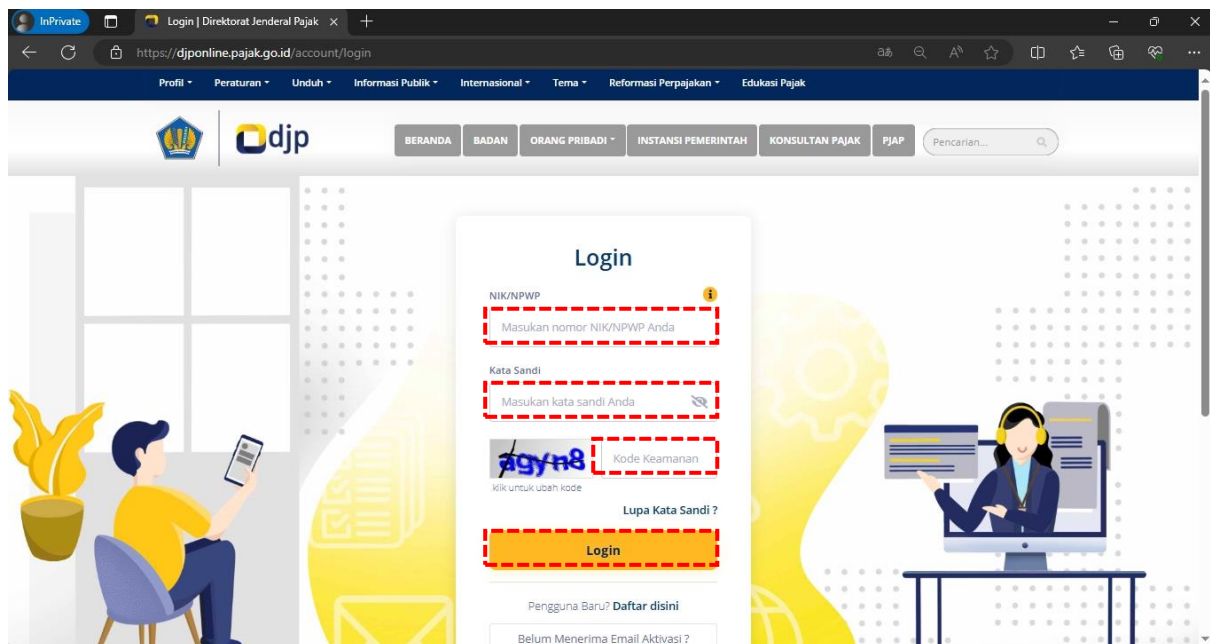 InPrivate
Login | Direktorat Jenderal Pajak
https://djponline.pajak.go.id/account/login
Profil Peraturan Unduh Informasi Publik Internasional Tema Reformasi Perpajakan Edukasi Pajak
djp
BERANDA BADAN ORANG PRIBADI INSTANSI PEMERINTAH KONSULTAN PAJAK PJAP Pencarian...
Login
NIK/NPWP
Masukan nomor NIK/NPWP Anda
Kata Sandi
Masukan kata sandi Anda
agyn8 Kode Keamanan
klik untuk ubah kode
Lupa Kata Sandi ?
Login
Pengguna Baru? Daftar disini
Belum Menerima Email Aktivasi ?